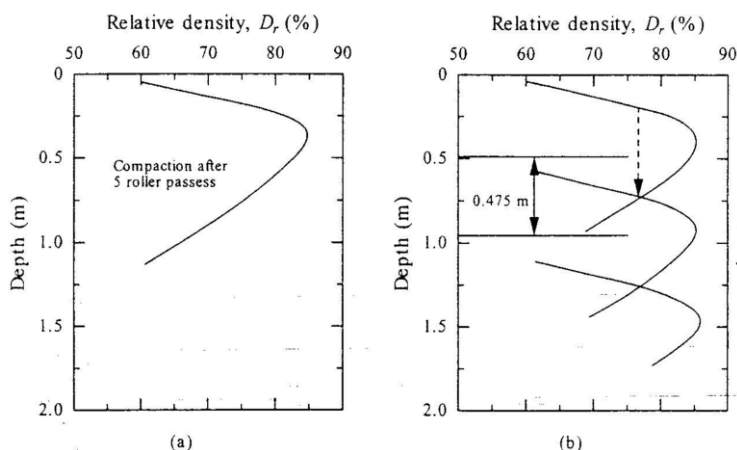 Relative density, Dr (%)
50 60 70 80 90
0
0.5
1.0
1.5
2.0
Depth (m)
Compaction after
5 roller passess
(a)
Relative density, Dr (%)
50 60 70 80 90
0
0.5
1.0
1.5
2.0
Depth (m)
0.475 m
(b)